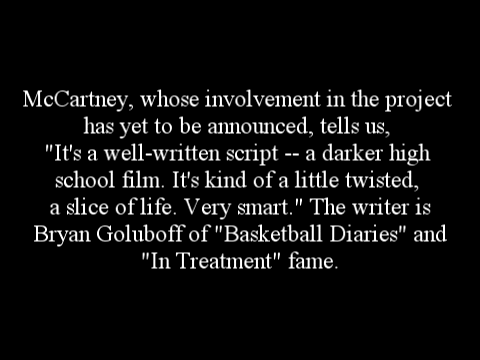 McCartney, whose involvement in the project
has yet to be announced, tells us,
"It's a well-written script -- a darker high
school film. It's kind of a little twisted,
a slice of life. Very smart." The writer is
Bryan Goluboff of "Basketball Diaries" and
"In Treatment" fame.